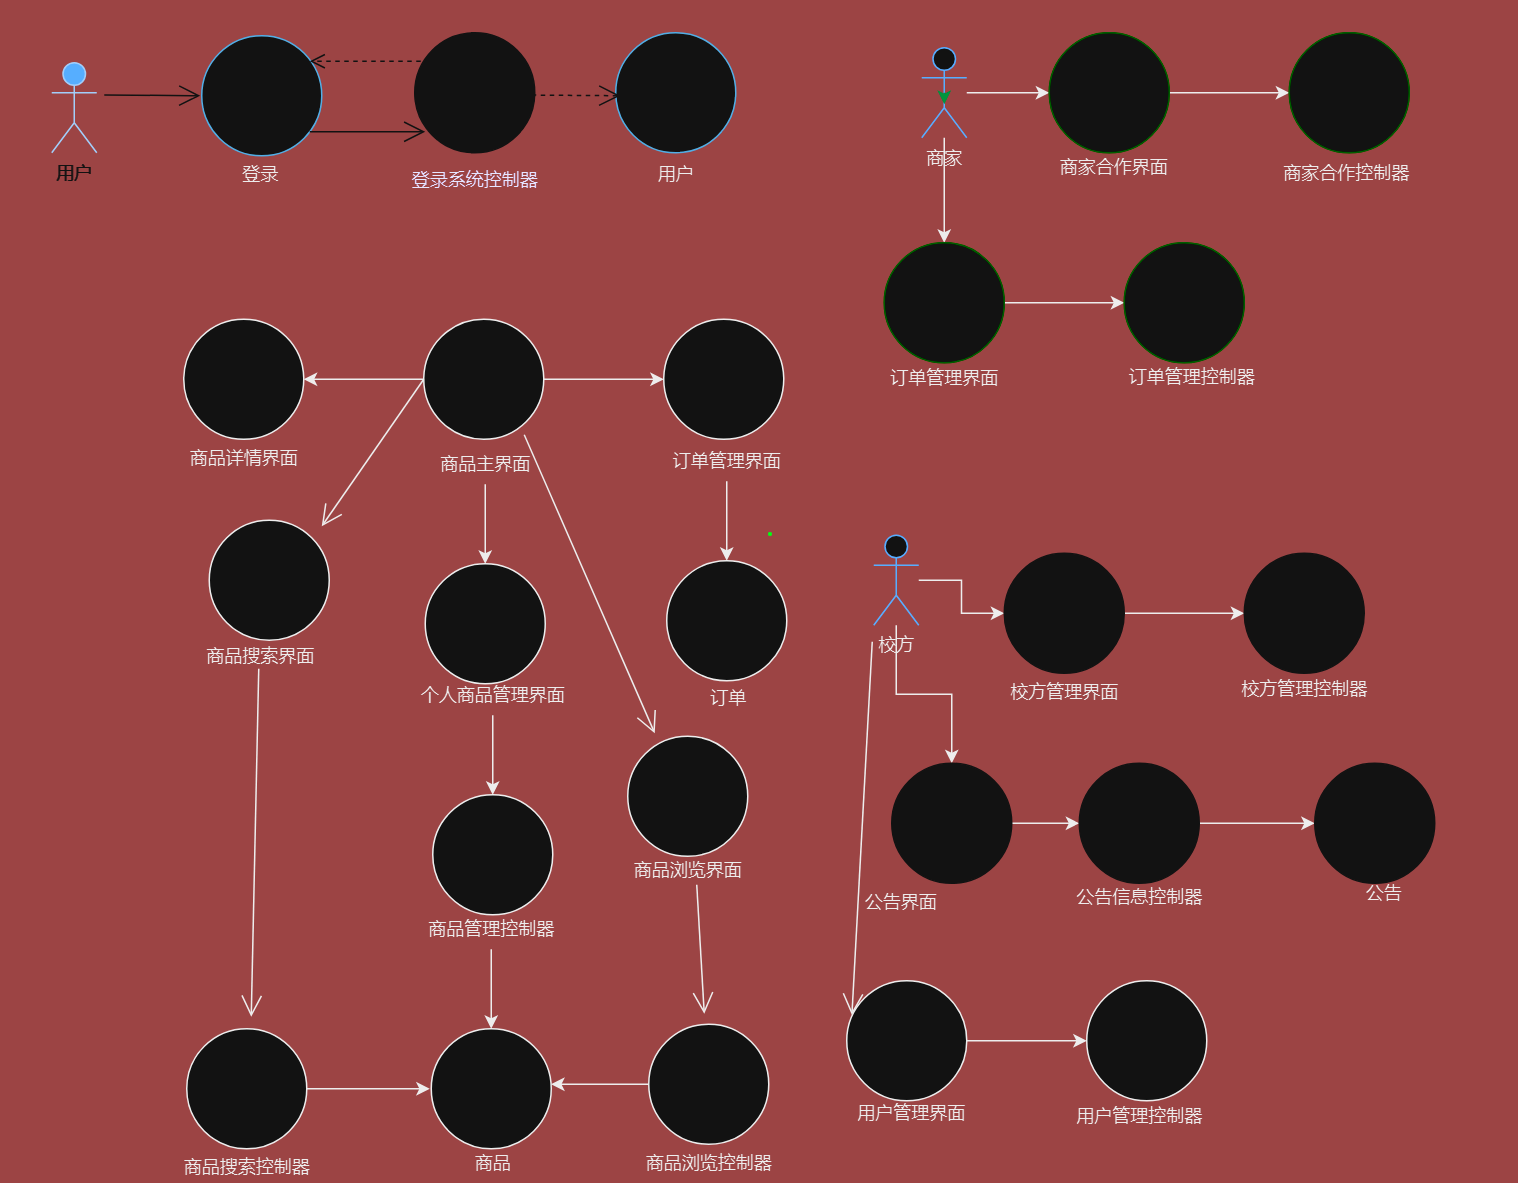 用户
登录
登录系统控制器
用户
商家
商家合作界面
商家合作控制器
订单管理界面
订单管理控制器
商品详情界面
商品主界面
订单管理界面
商品搜索界面
个人商品管理界面
订单
商品浏览界面
商品管理控制器
商品搜索控制器
商品
商品浏览控制器
校方
校方管理界面
校方管理控制器
公告界面
公告信息控制器
公告
用户管理界面
用户管理控制器